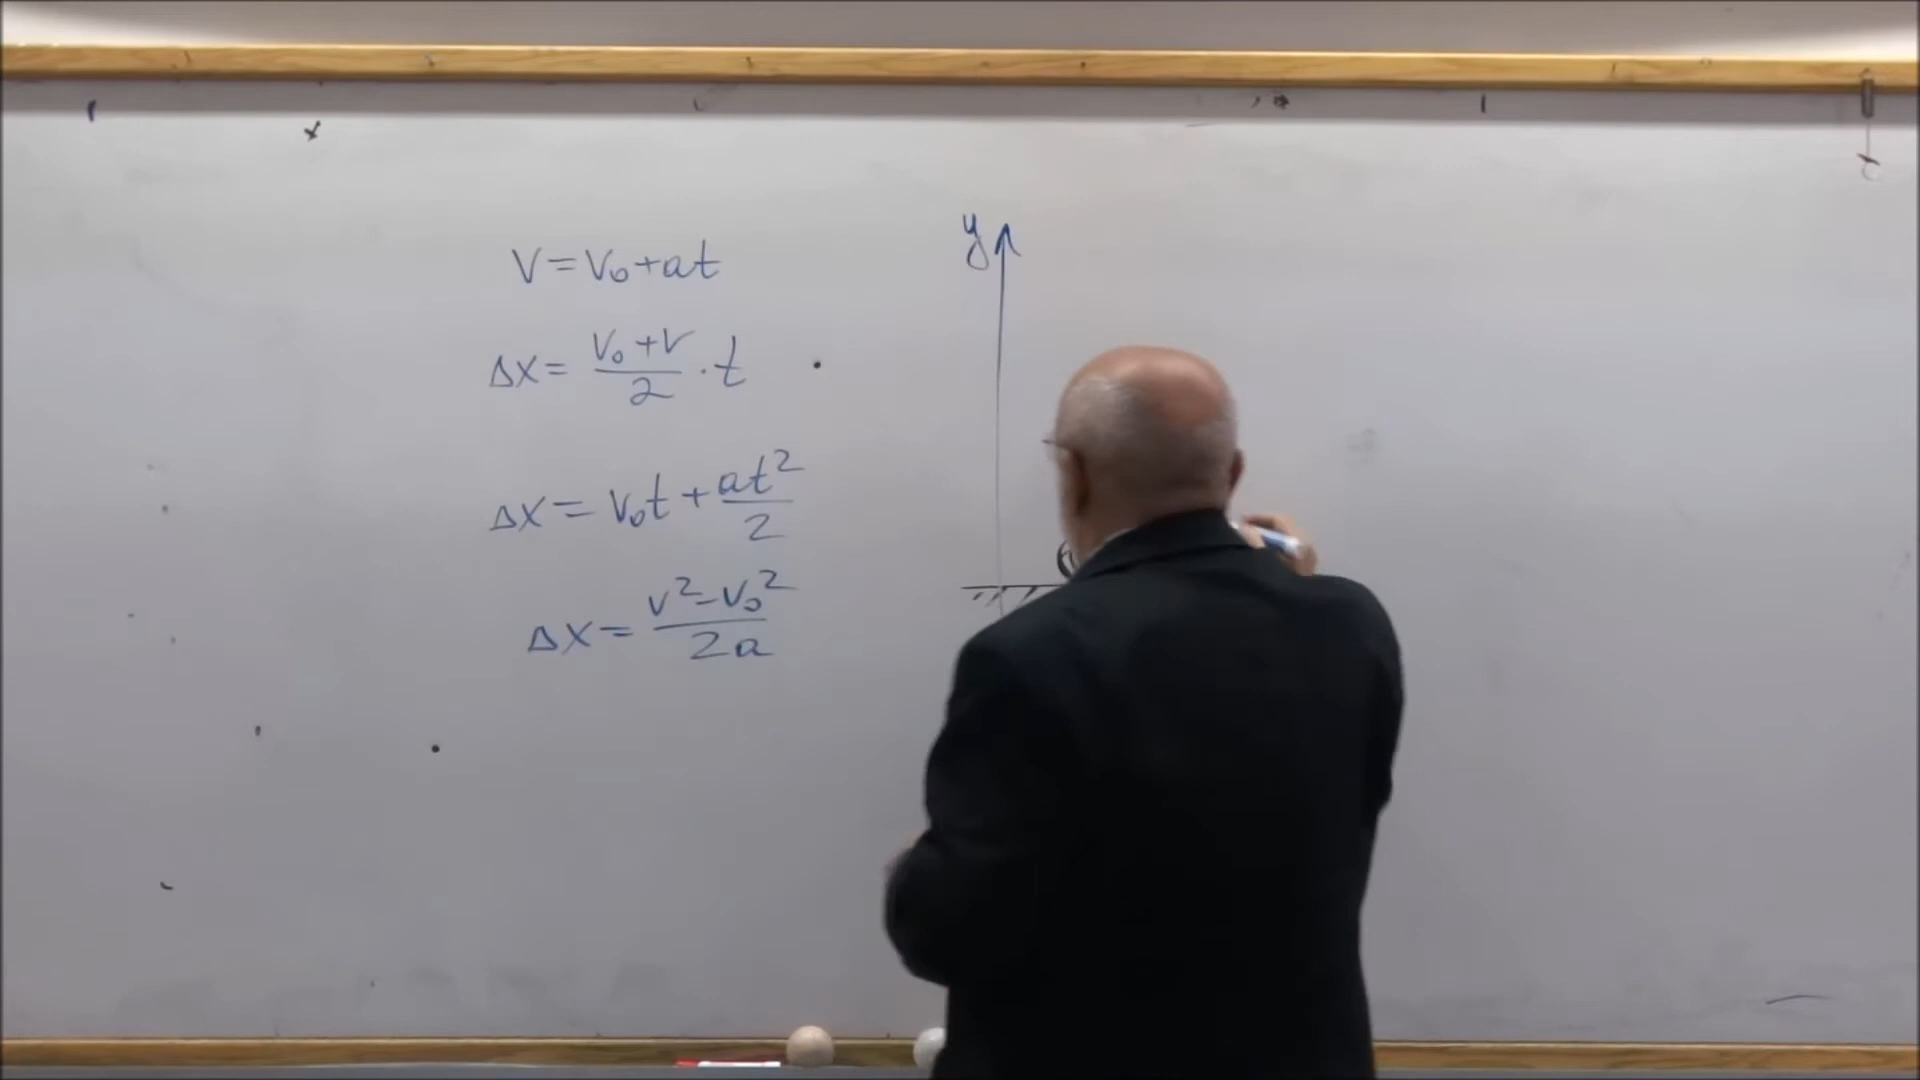 V = V₀ + at
Δx = (V₀ + V)/2 · t
Δx = V₀t + at²/2
Δx = (V² - V₀²)/2a
y